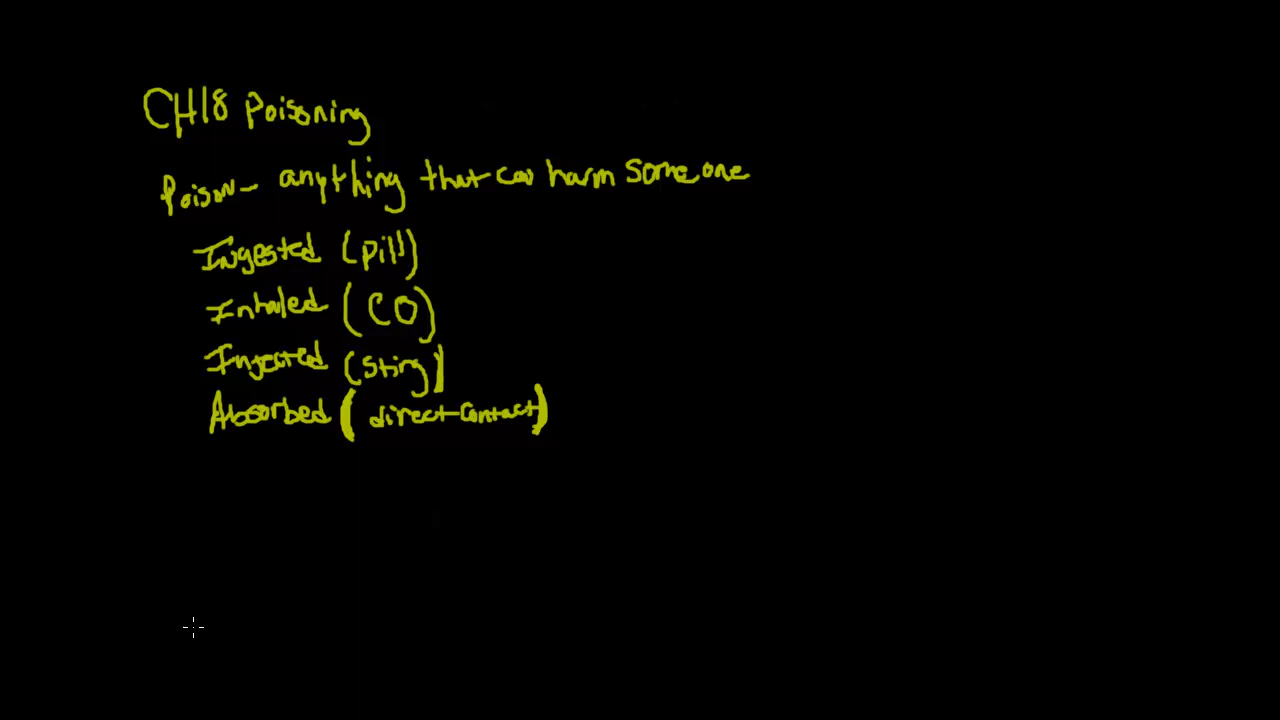 CH18 Poisoning
Poison- anything that can harm someone
Ingested (pill)
Inhaled (CO)
Injected (Sting)
Absorbed (direct contact)